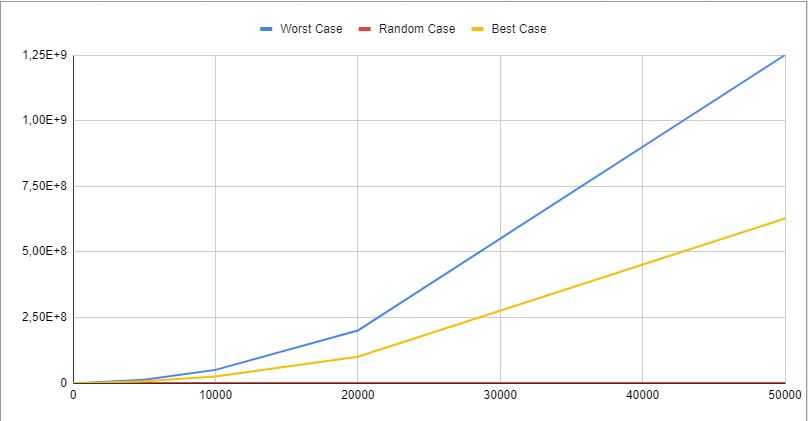 Worst Case Random Case Best Case
1,25E+9
1,00E+9
7,50E+8
5,00E+8
2,50E+8
0
0 10000 20000 30000 40000 50000